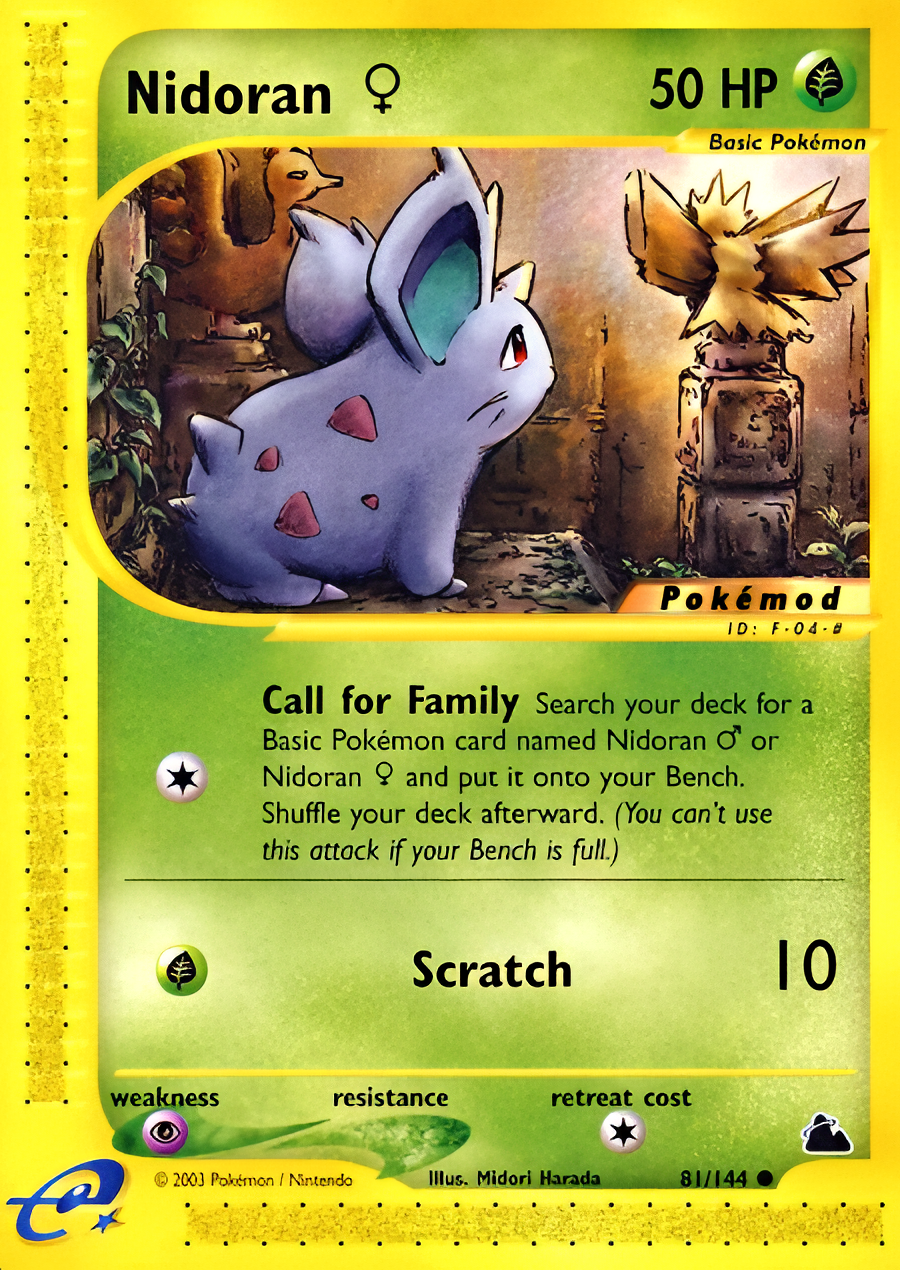 Nidoran ♀ 50 HP
Basic Pokémon
Pokémod
ID: F-04-#
Call for Family Search your deck for a
Basic Pokémon card named Nidoran ♂ or
Nidoran ♀ and put it onto your Bench.
Shuffle your deck afterward. (You can't use
this attack if your Bench is full.)
Scratch 10
weakness resistance retreat cost
© 2003 Pokémon / Nintendo Illus. Midori Harada 81/144 ●
e